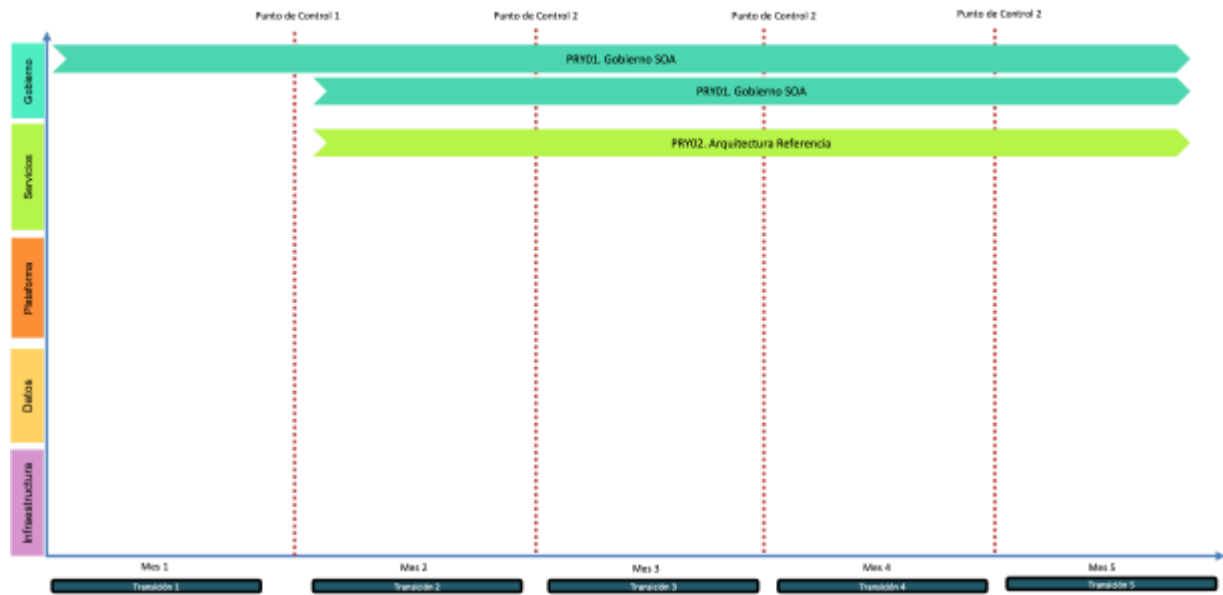 Punto de Control 1
Punto de Control 2
Punto de Control 2
Punto de Control 2
Gobierno
PRY01. Gobierno SOA
PRY01. Gobierno SOA
Servicios
PRY02. Arquitectura Referencia
Plataforma
Datos
Infraestructura
Mes 1
Mes 2
Mes 3
Mes 4
Mes 5
Transición 1
Transición 2
Transición 3
Transición 4
Transición 5